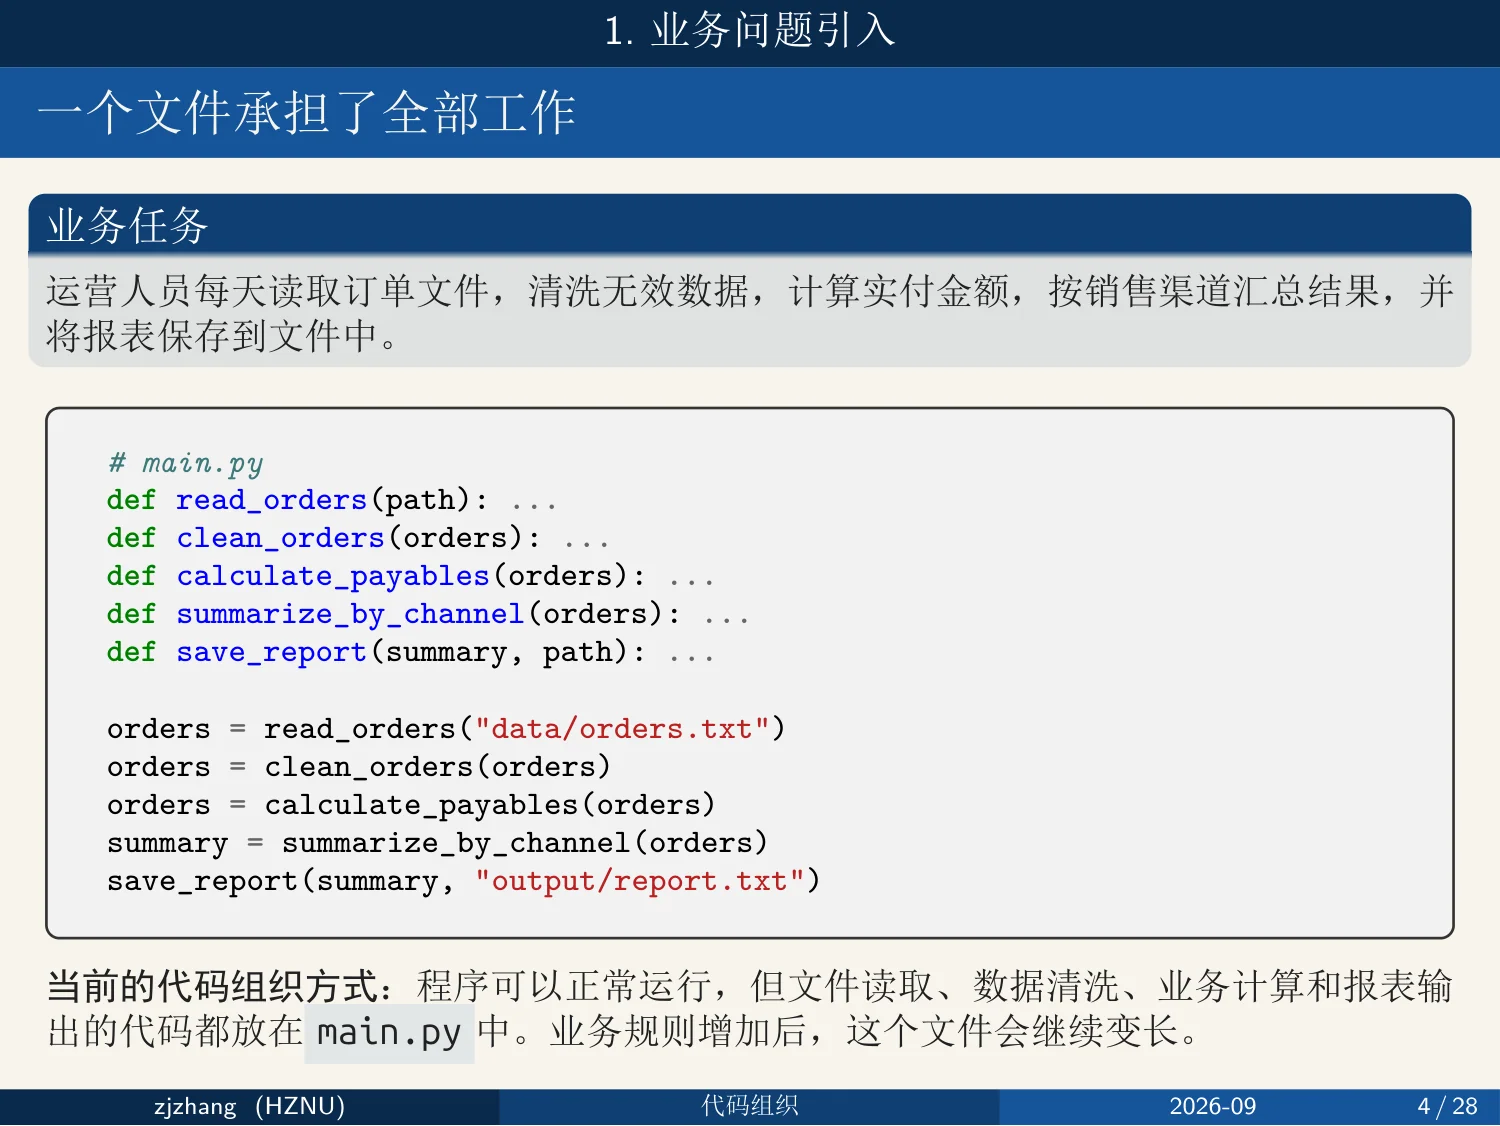 1. 业务问题引入
一个文件承担了全部工作
业务任务
运营人员每天读取订单文件，清洗无效数据，计算实付金额，按销售渠道汇总结果，并
将报表保存到文件中。
# main.py
def read_orders(path): ...
def clean_orders(orders): ...
def calculate_payables(orders): ...
def summarize_by_channel(orders): ...
def save_report(summary, path): ...
orders = read_orders("data/orders.txt")
orders = clean_orders(orders)
orders = calculate_payables(orders)
summary = summarize_by_channel(orders)
save_report(summary, "output/report.txt")
当前的代码组织方式：程序可以正常运行，但文件读取、数据清洗、业务计算和报表输
出的代码都放在 main.py 中。业务规则增加后，这个文件会继续变长。
zjzhang (HZNU) 代码组织 2026-09 4 / 28